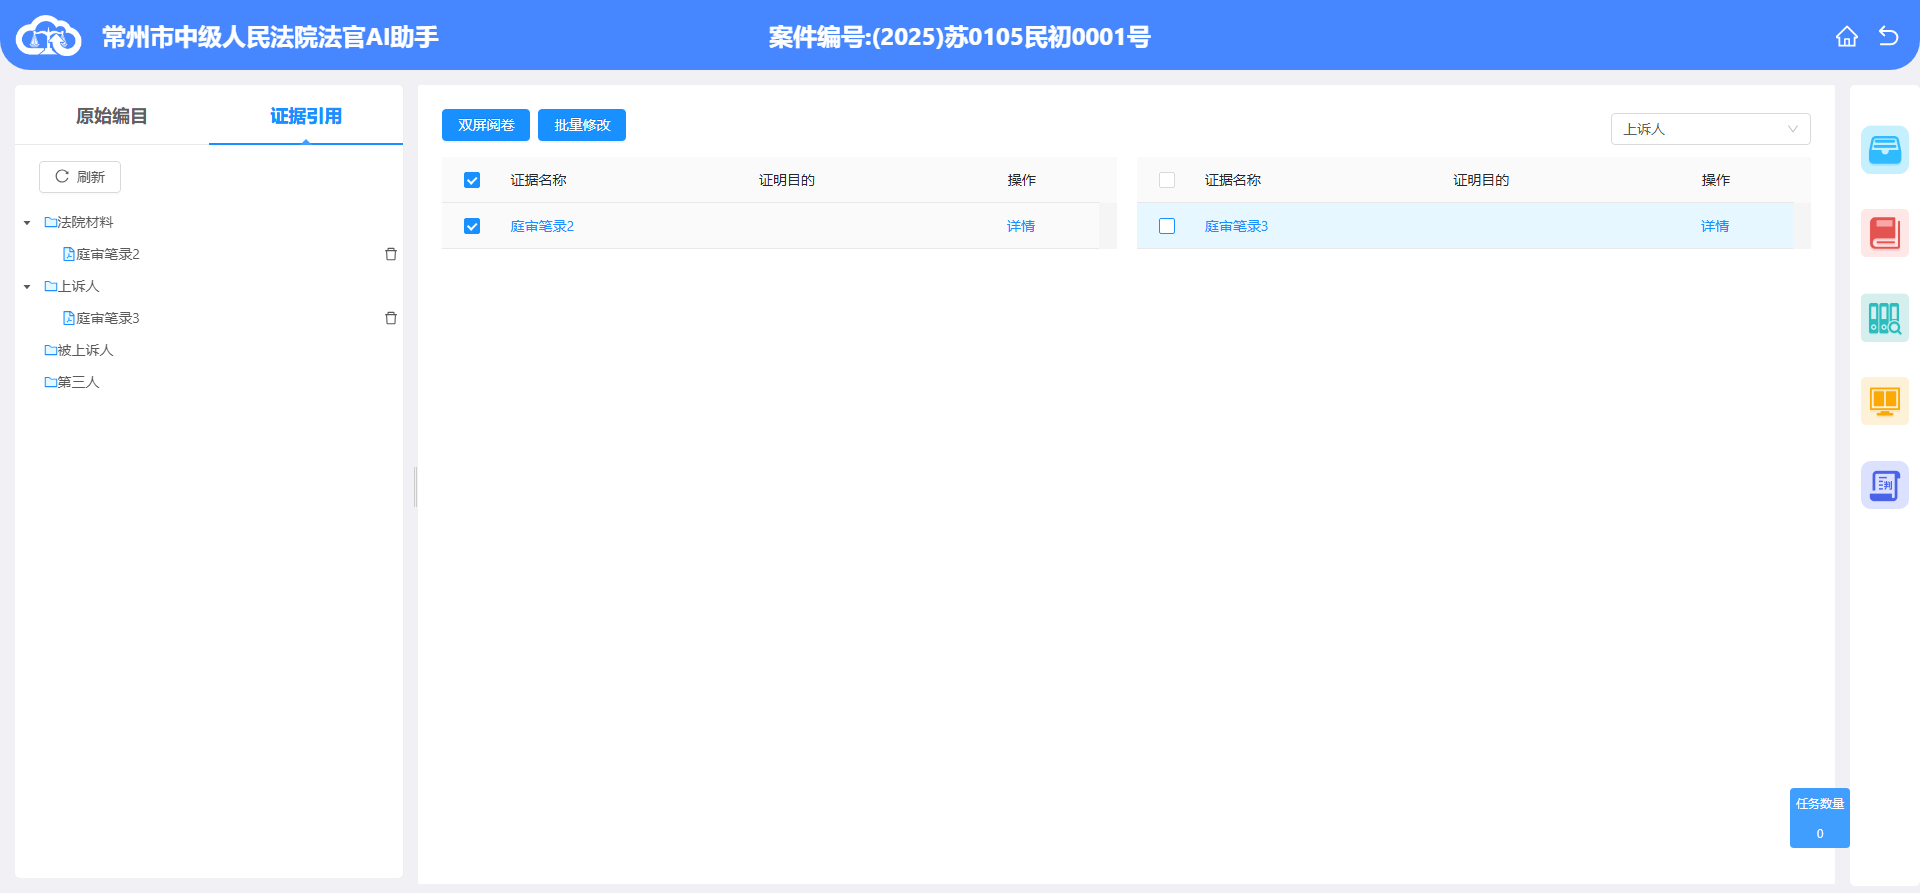 常州市中级人民法院法官AI助手
案件编号:(2025)苏0105民初0001号
原始编目
证据引用
刷新
法院材料
庭审笔录2
上诉人
庭审笔录3
被上诉人
第三人
双屏阅卷
批量修改
上诉人
证据名称 证明目的 操作
庭审笔录2 详情
证据名称 证明目的 操作
庭审笔录3 详情
判
任务数量
0